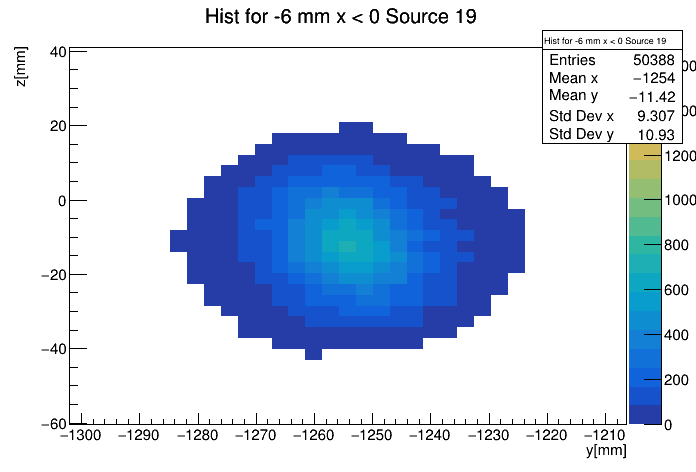 Hist for -6 mm x < 0 Source 19
z[mm]
40
20
0
−20
−40
−60
−1300 −1290 −1280 −1270 −1260 −1250 −1240 −1230 −1220 −1210
y[mm]
Hist for -6 mm x < 0 Source 19
Entries 50388
Mean x −1254
Mean y −11.42
Std Dev x 9.307
Std Dev y 10.93
1200
1000
800
600
400
200
0